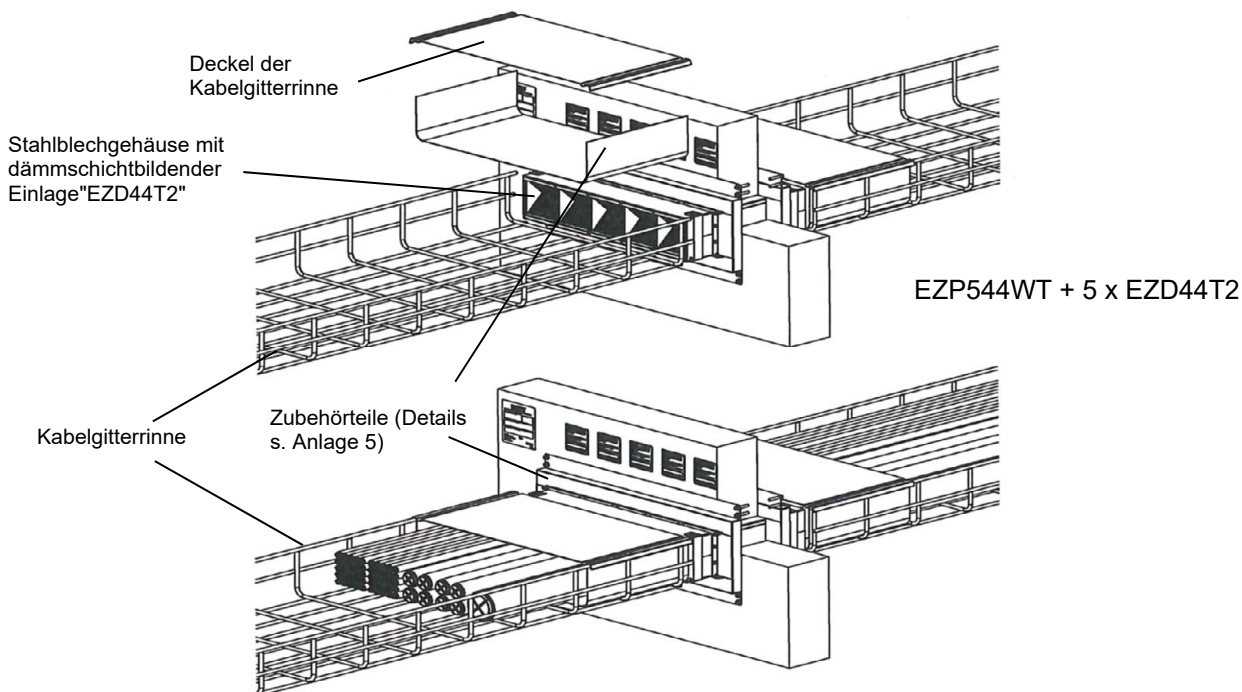 Deckel der
Kabelgitterrinne
Stahlblechgehäuse mit
dämmschichtbildender
Einlage"EZD44T2"
EZP544WT + 5 x EZD44T2
Zubehörteile (Details
s. Anlage 5)
Kabelgitterrinne